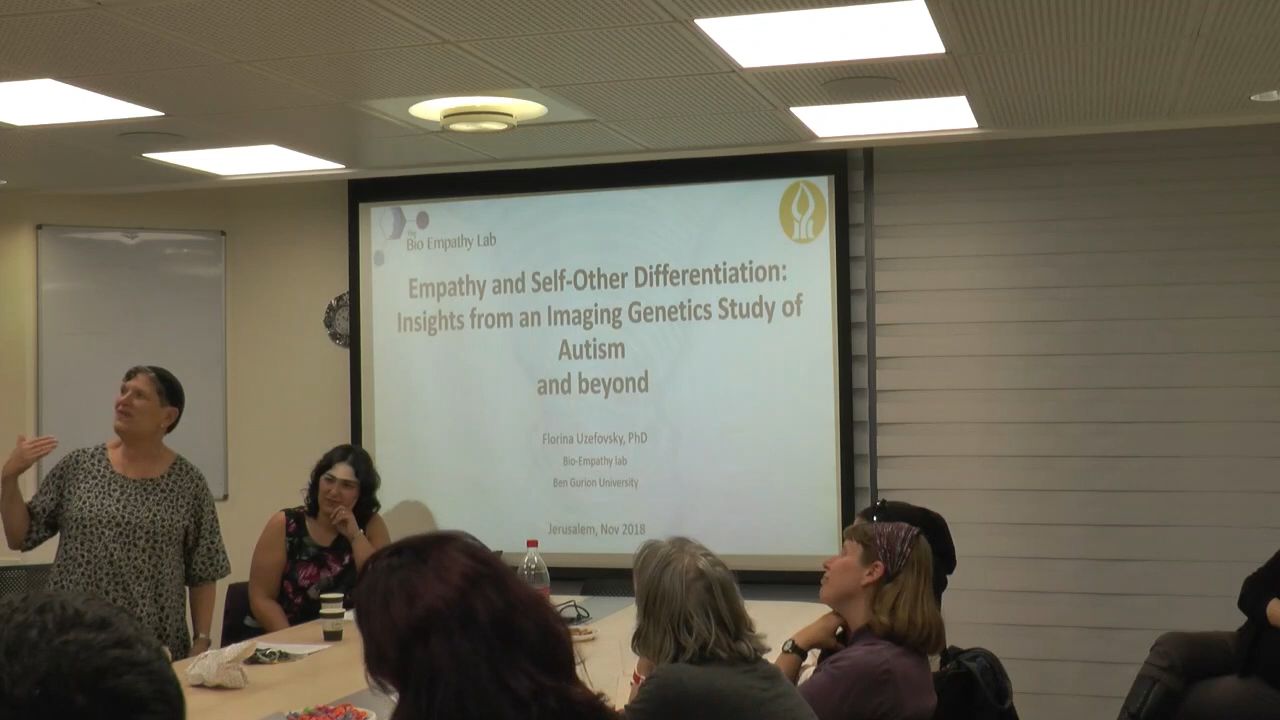 The
Bio Empathy Lab
Empathy and Self-Other Differentiation:
Insights from an Imaging Genetics Study of
Autism
and beyond
Florina Uzefovsky, PhD
Bio-Empathy lab
Ben Gurion University
Jerusalem, Nov 2018